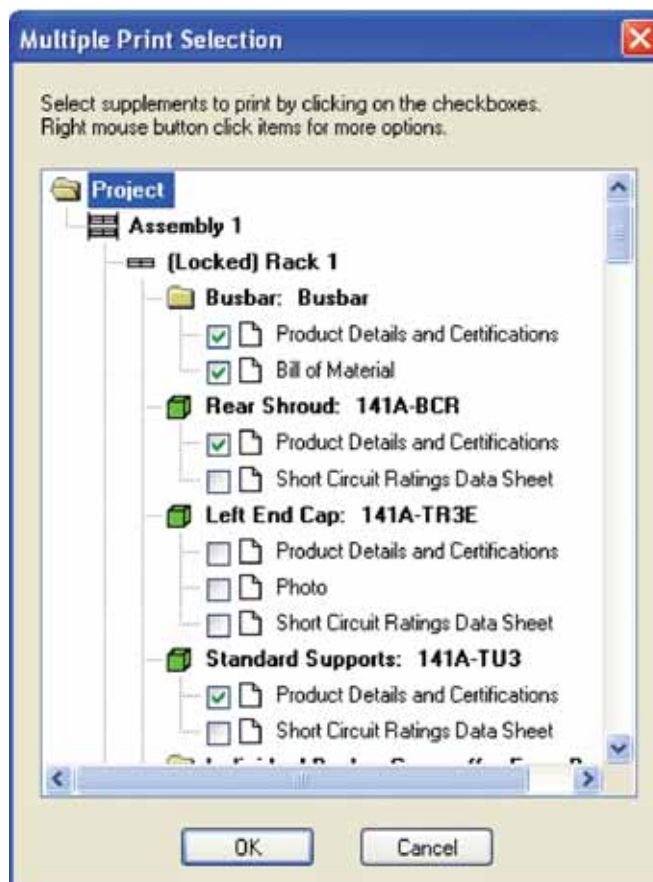 Multiple Print Selection
Select supplements to print by clicking on the checkboxes.
Right mouse button click items for more options.
Project
Assembly 1
(Locked) Rack 1
Busbar: Busbar
Product Details and Certifications
Bill of Material
Rear Shroud: 141A-BCR
Product Details and Certifications
Short Circuit Ratings Data Sheet
Left End Cap: 141A-TR3E
Product Details and Certifications
Photo
Short Circuit Ratings Data Sheet
Standard Supports: 141A-TU3
Product Details and Certifications
Short Circuit Ratings Data Sheet
OK
Cancel